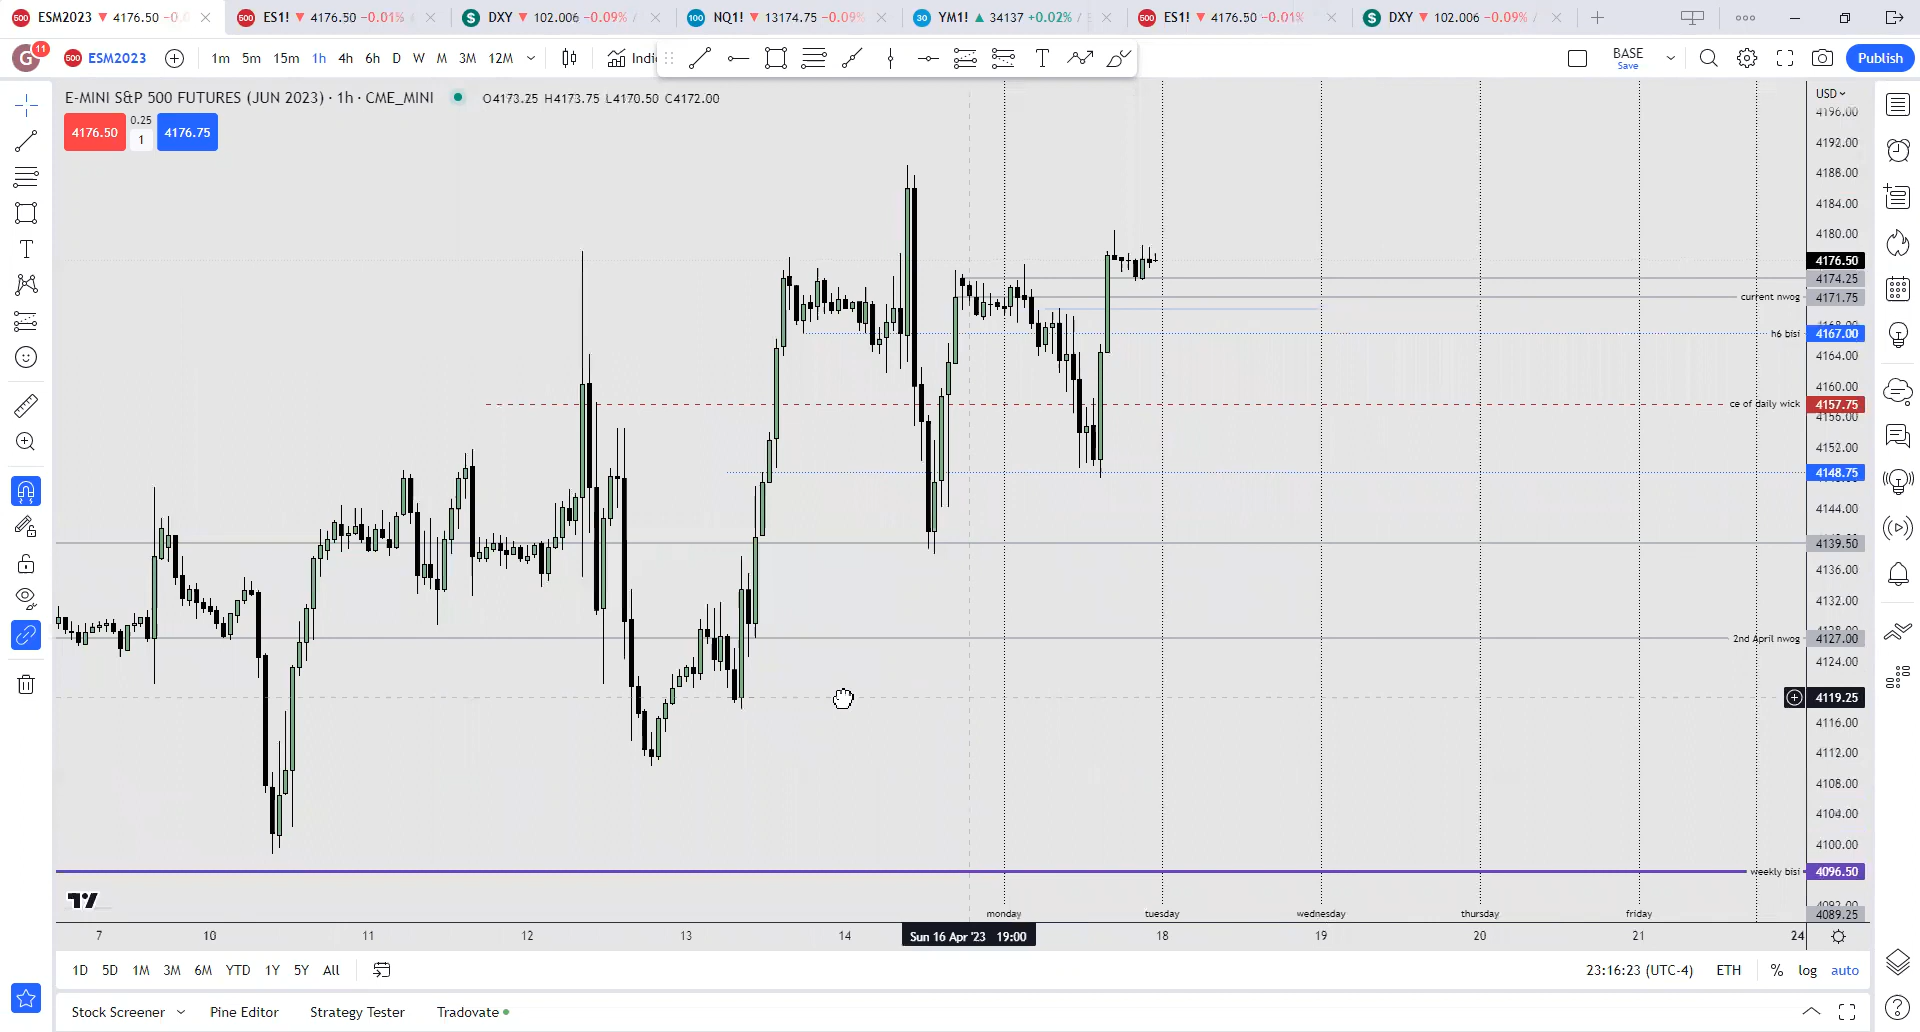 ESM2023 ▼ 4176.50 −0.
ES1! ▼ 4176.50 −0.01%
DXY ▼ 102.006 −0.09% /
NQ1! ▼ 13174.75 −0.09%
YM1! ▲ 34137 +0.02% /
ES1! ▼ 4176.50 −0.01%
DXY ▼ 102.006 −0.09% /
G 11
ESM2023
1m 5m 15m 1h 4h 6h D W M 3M 12M
Indi
BASE
Save
Publish
E-MINI S&P 500 FUTURES (JUN 2023) · 1h · CME_MINI
O4173.25 H4173.75 L4170.50 C4172.00
4176.50
0.25
1
4176.75
USD
4196.00
4192.00
4188.00
4184.00
4180.00
4176.50
4174.25
current nwog 4171.75
h6 bisi 4167.00
4164.00
4160.00
ce of daily wick 4157.75
4156.00
4152.00
4148.75
4144.00
4139.50
4136.00
4132.00
2nd April nwog 4127.00
4124.00
4119.25
4116.00
4112.00
4108.00
4104.00
4100.00
weekly bisi 4096.50
4089.25
monday tuesday wednesday thursday friday
7 10 11 12 13 14 Sun 16 Apr '23 19:00 18 19 20 21 24
1D 5D 1M 3M 6M YTD 1Y 5Y All
23:16:23 (UTC-4) ETH % log auto
Stock Screener Pine Editor Strategy Tester Tradovate